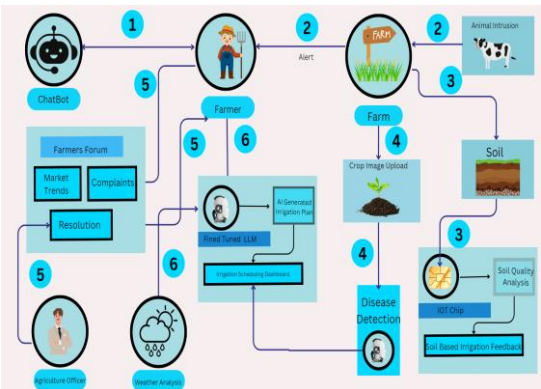 1
2
2
Animal Intrusion
FARM
Alert
3
ChatBot
5
Farmer
Farm
5
6
4
Soil
Farmers Forum
Crop Image Upload
Market Trends
Complaints
AI Generated Irrigation Plan
Resolution
Fined Tuned LLM
3
4
Soil Quality Analysis
6
5
Irrigation Scheduling Dashboard
Disease Detection
IOT Chip
Soil Based Irrigation Feedback
Agriculture Officer
Weather Analysis